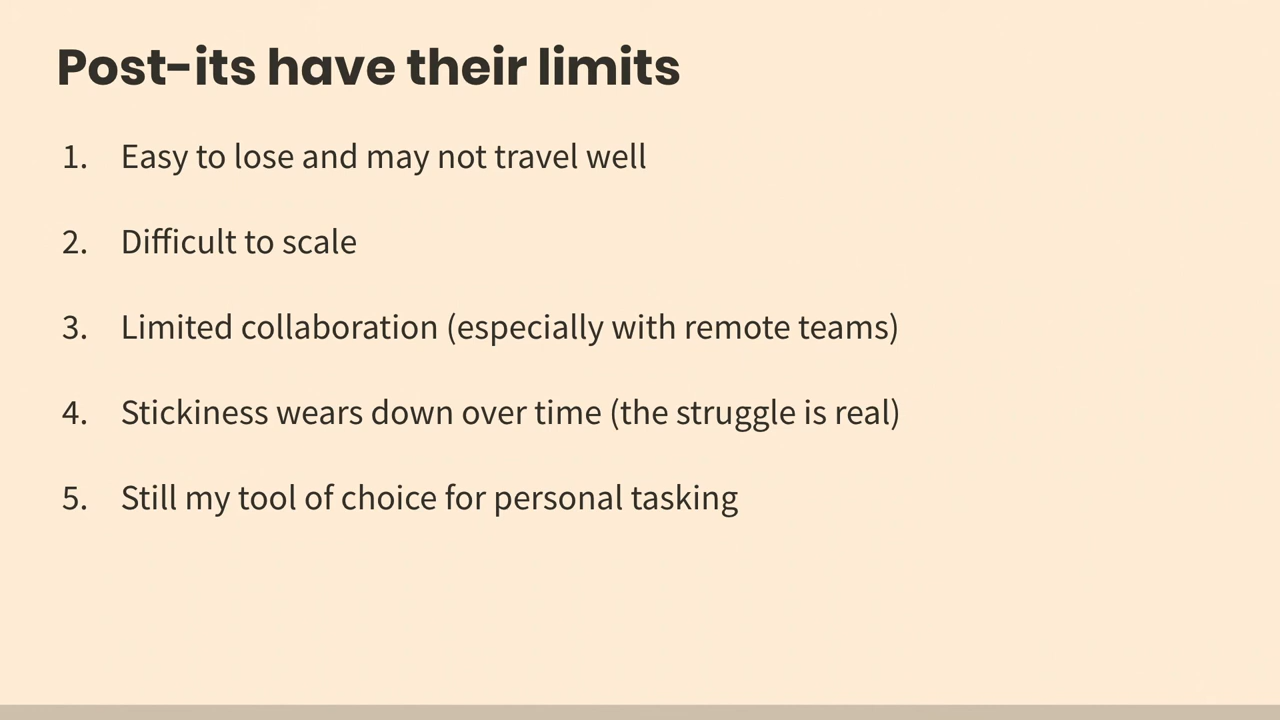 Post-its have their limits
1. Easy to lose and may not travel well
2. Difficult to scale
3. Limited collaboration (especially with remote teams)
4. Stickiness wears down over time (the struggle is real)
5. Still my tool of choice for personal tasking